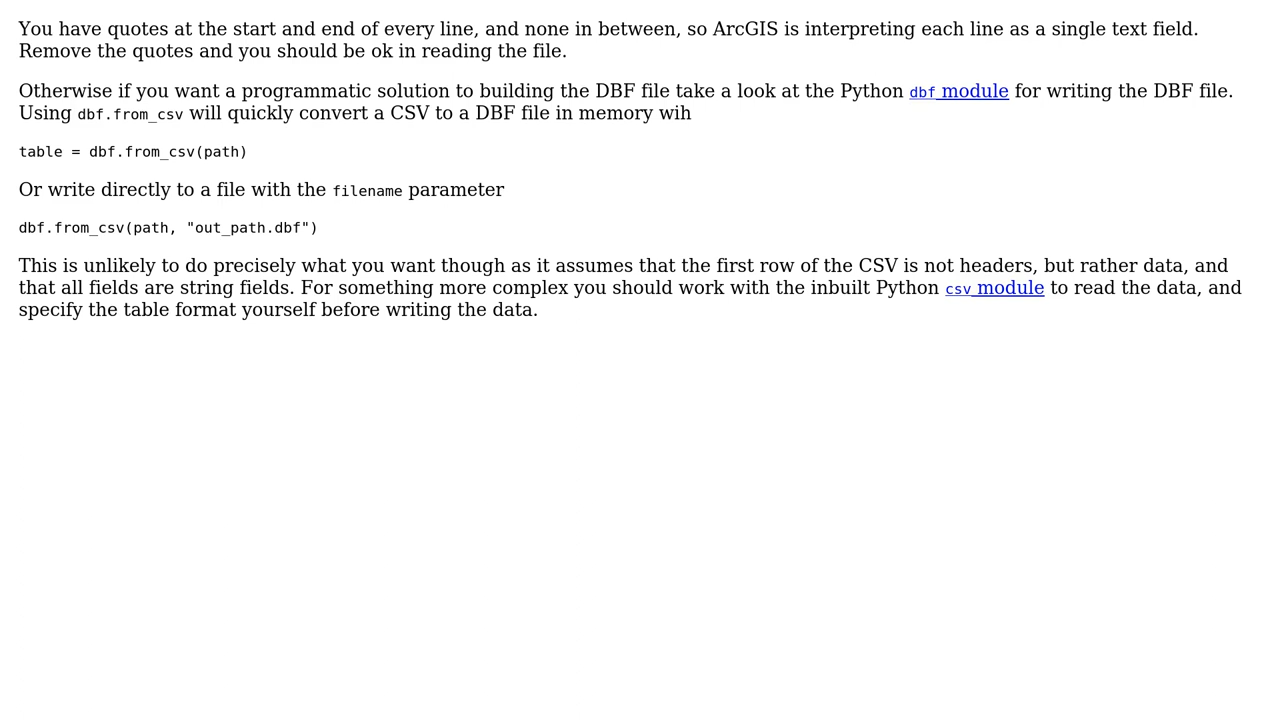 You have quotes at the start and end of every line, and none in between, so ArcGIS is interpreting each line as a single text field.
Remove the quotes and you should be ok in reading the file.
Otherwise if you want a programmatic solution to building the DBF file take a look at the Python dbf module for writing the DBF file.
Using dbf.from_csv will quickly convert a CSV to a DBF file in memory wih
table = dbf.from_csv(path)
Or write directly to a file with the filename parameter
dbf.from_csv(path, "out_path.dbf")
This is unlikely to do precisely what you want though as it assumes that the first row of the CSV is not headers, but rather data, and
that all fields are string fields. For something more complex you should work with the inbuilt Python csv module to read the data, and
specify the table format yourself before writing the data.